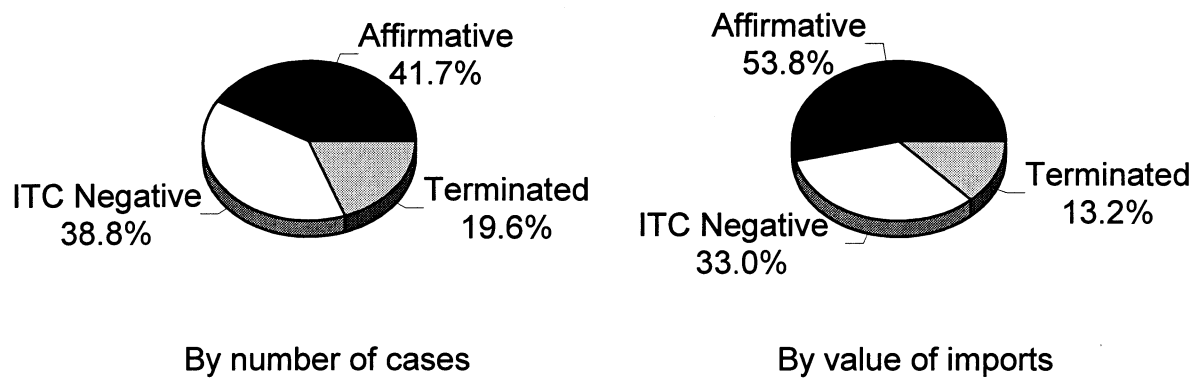 Affirmative
41.7%
ITC Negative
38.8%
Terminated
19.6%
By number of cases
Affirmative
53.8%
ITC Negative
33.0%
Terminated
13.2%
By value of imports